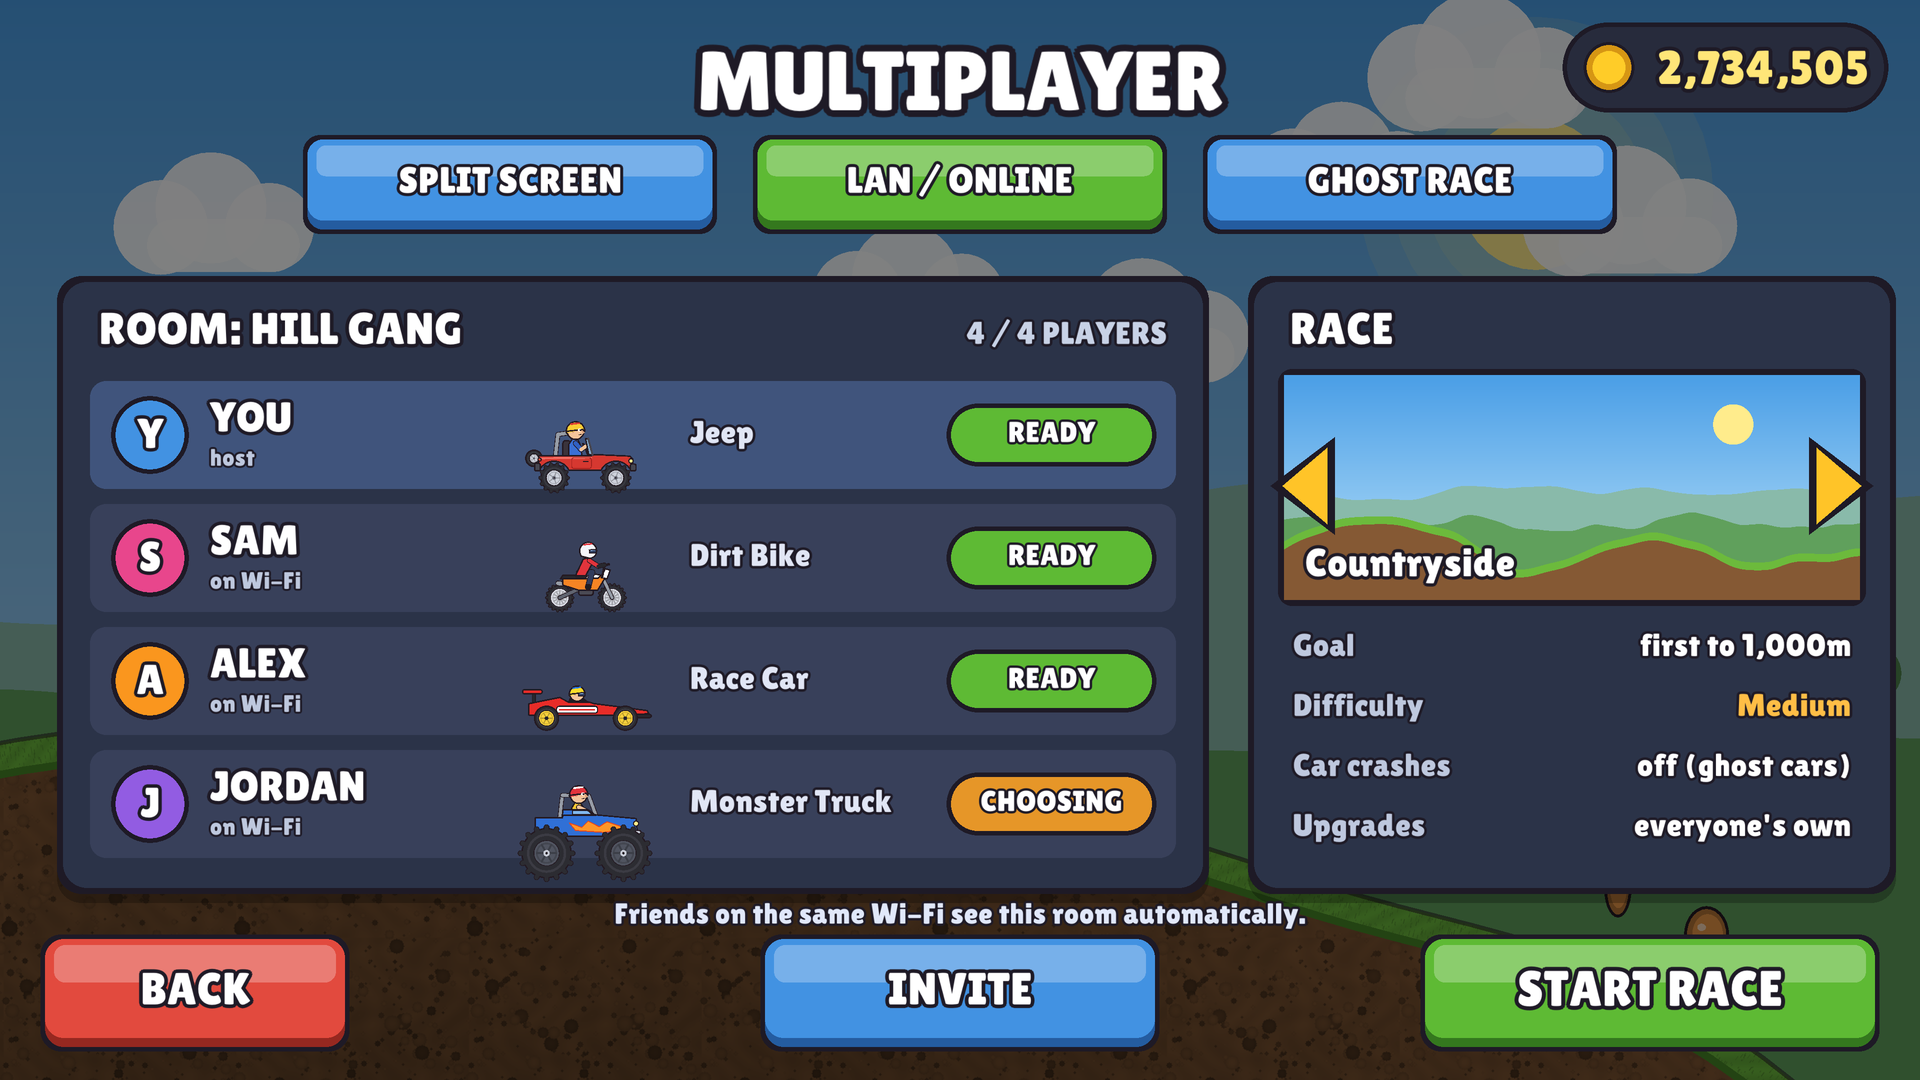 MULTIPLAYER
2,734,505
SPLIT SCREEN
LAN / ONLINE
GHOST RACE
ROOM: HILL GANG
4 / 4 PLAYERS
Y
YOU
host
Jeep
READY
S
SAM
on Wi-Fi
Dirt Bike
READY
A
ALEX
on Wi-Fi
Race Car
READY
J
JORDAN
on Wi-Fi
Monster Truck
CHOOSING
RACE
Countryside
Goal
first to 1,000m
Difficulty
Medium
Car crashes
off (ghost cars)
Upgrades
everyone's own
Friends on the same Wi-Fi see this room automatically.
BACK
INVITE
START RACE